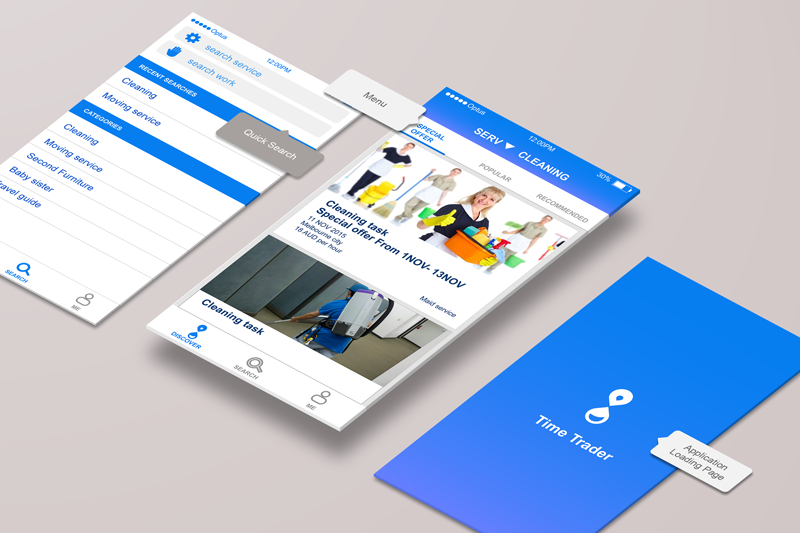 Optus
12:00PM
search service
search work
RECENT SEARCHES
Cleaning
Moving service
CATEGORIES
Cleaning
Moving service
Second Furniture
Baby sister
Travel guide
SEARCH
ME
Quick Search
Menu
Optus
12:00PM
30%
SERV CLEANING
SPECIAL
OFFER
POPULAR
RECOMMENDED
Cleaning task
Special offer From 1NOV- 13NOV
11 NOV 2015
Melbourne city
18 AUD per hour
Maid service
Cleaning task
DISCOVER
SEARCH
ME
Time Trader
Application
Loading Page